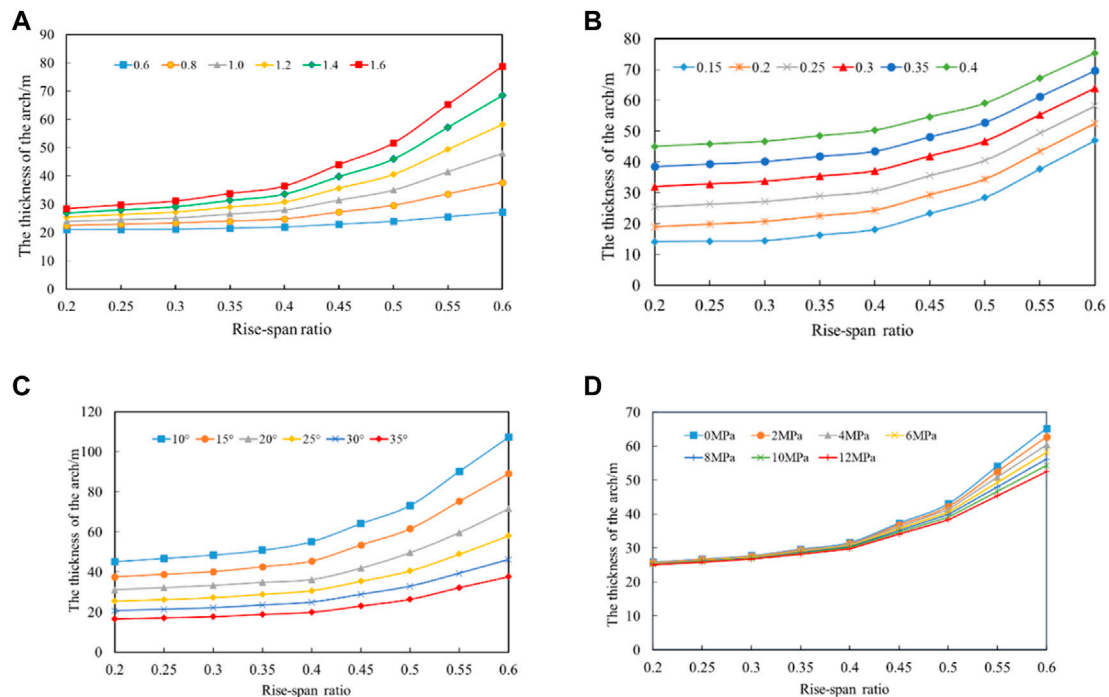 A
The thickness of the arch/m
90
80
70
60
50
40
30
20
10
0
0.6 0.8 1.0 1.2 1.4 1.6
0.2 0.25 0.3 0.35 0.4 0.45 0.5 0.55 0.6
Rise-span ratio
B
The thickness of the arch/m
80
70
60
50
40
30
20
10
0
0.15 0.2 0.25 0.3 0.35 0.4
0.2 0.25 0.3 0.35 0.4 0.45 0.5 0.55 0.6
Rise-span ratio
C
The thickness of the arch/m
120
100
80
60
40
20
0
10° 15° 20° 25° 30° 35°
0.2 0.25 0.3 0.35 0.4 0.45 0.5 0.55 0.6
Rise-span ratio
D
The thickness of the arch/m
70
60
50
40
30
20
10
0
0MPa 2MPa 4MPa 6MPa
8MPa 10MPa 12MPa
0.2 0.25 0.3 0.35 0.4 0.45 0.5 0.55 0.6
Rise-span ratio